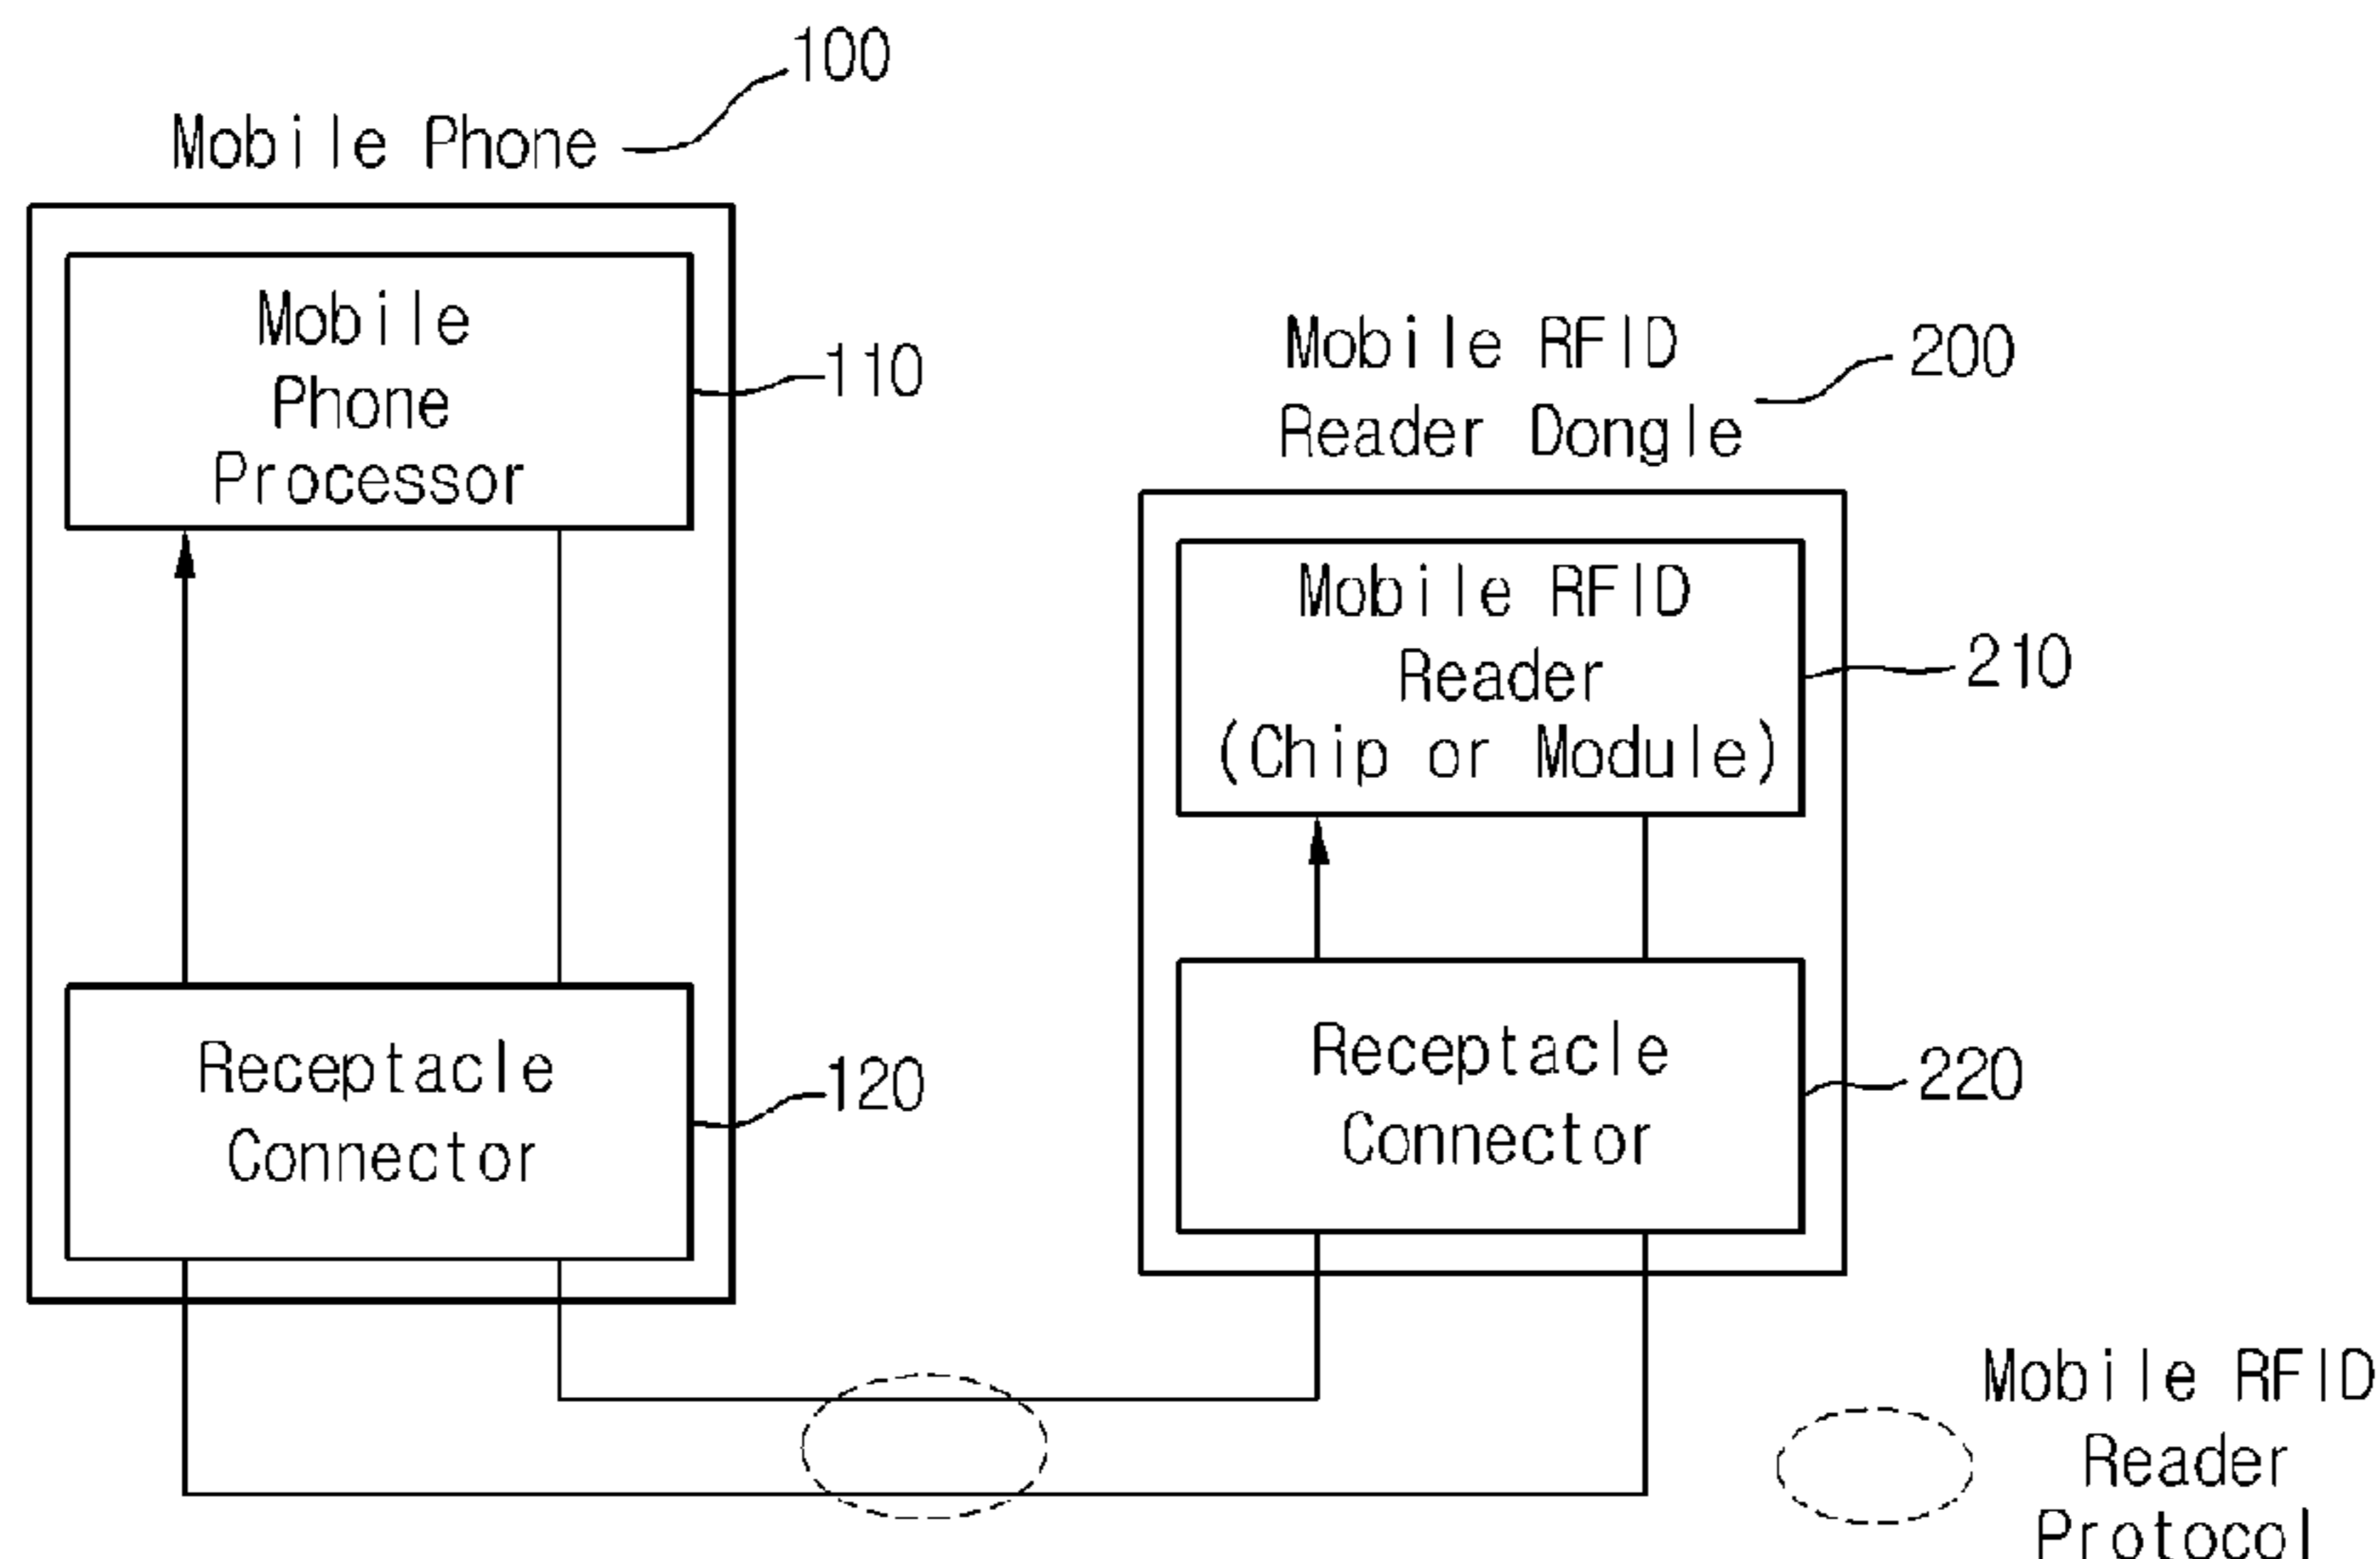 100
Mobile Phone
Mobile
Phone
Processor
110
Receptacle
Connector
120
Mobile RFID
Reader Dongle
200
Mobile RFID
Reader
(Chip or Module)
210
Receptacle
Connector
220
Mobile RFID
Reader
Protocol